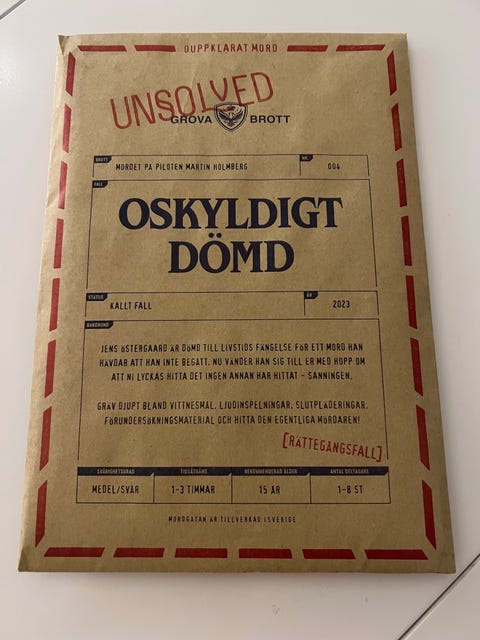 OUPPKLARAT MORD
UNSOLVED
GROVA BROTT
BROTT
NR.
MORDET PÅ PILOTEN MARTIN HOLMBERG
004
FALL
OSKYLDIGT
DÖMD
STATUS
ÅR
KALLT FALL
2023
BAKGRUND
JENS ÖSTERGAARD ÄR DÖMD TILL LIVSTIDS FÄNGELSE FÖR ETT MORD HAN
HÄVDAR ATT HAN INTE BEGÅTT. NU VÄNDER HAN SIG TILL ER MED HOPP OM
ATT NI LYCKAS HITTA DET INGEN ANNAN HAR HITTAT - SANNINGEN.
GRÄV DJUPT BLAND VITTNESMÅL, LJUDINSPELNINGAR, SLUTPLÄDERINGAR,
FÖRUNDERSÖKNINGSMATERIAL OCH HITTA DEN EGENTLIGA MÖRDAREN!
[RÄTTEGÅNGSFALL]
SVÅRIGHETSGRAD
TIDSÅTGÅNG
REKOMMENDERAD ÅLDER
ANTAL DELTAGARE
MEDEL/SVÅR
1-3 TIMMAR
15 ÅR
1-8 ST
MORDGÅTAN ÄR TILLVERKAD I SVERIGE